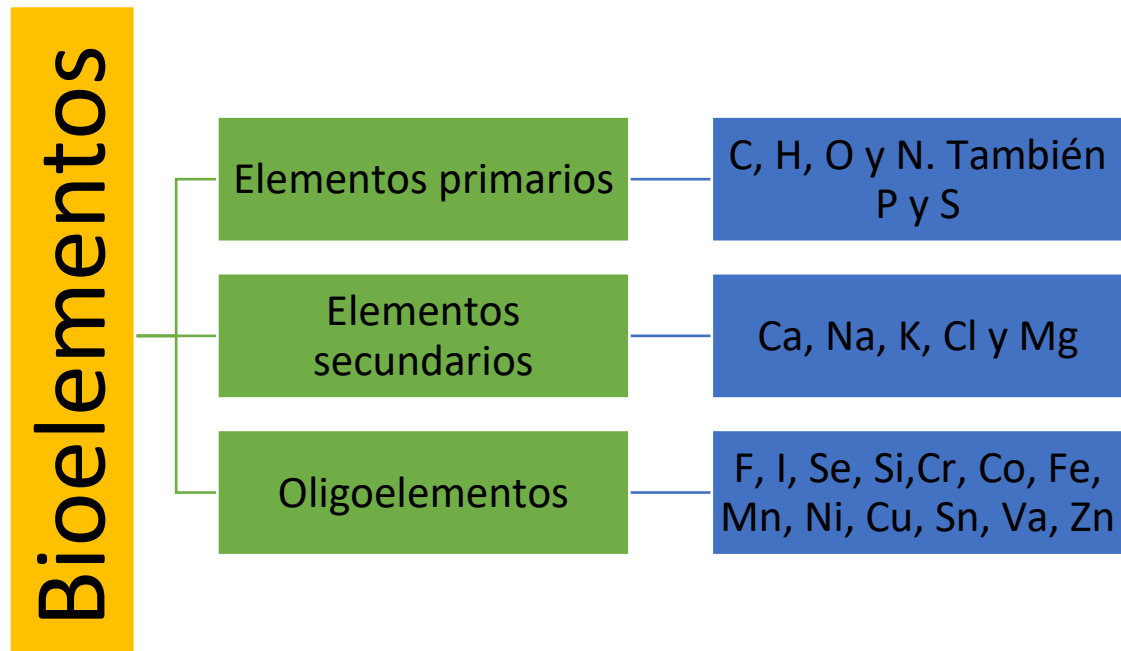 Bioelementos
Elementos primarios
C, H, O y N. También
P y S
Elementos
secundarios
Ca, Na, K, Cl y Mg
Oligoelementos
F, I, Se, Si,Cr, Co, Fe,
Mn, Ni, Cu, Sn, Va, Zn